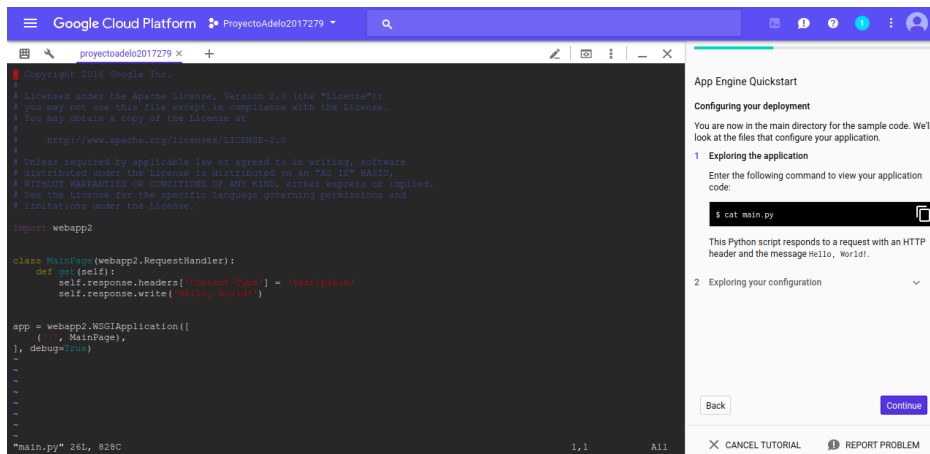 Google Cloud Platform
ProyectoAdelo2017279
1
proyectoadelo2017279 × +
# Copyright 2016 Google Inc.
#
# Licensed under the Apache License, Version 2.0 (the "License");
# you may not use this file except in compliance with the License.
# You may obtain a copy of the License at
#
#     http://www.apache.org/licenses/LICENSE-2.0
#
# Unless required by applicable law or agreed to in writing, software
# distributed under the License is distributed on an "AS IS" BASIS,
# WITHOUT WARRANTIES OR CONDITIONS OF ANY KIND, either express or implied.
# See the License for the specific language governing permissions and
# limitations under the License.
import webapp2
class MainPage(webapp2.RequestHandler):
    def get(self):
        self.response.headers['Content-Type'] = 'text/plain'
        self.response.write('Hello, World!')
app = webapp2.WSGIApplication([
    ('/', MainPage),
], debug=True)
~
~
~
~
~
~
~
"main.py" 26L, 828C 1,1 All
App Engine Quickstart
Configuring your deployment
You are now in the main directory for the sample code. We'll
look at the files that configure your application.
1 Exploring the application
Enter the following command to view your application
code:
$ cat main.py
This Python script responds to a request with an HTTP
header and the message Hello, World!.
2 Exploring your configuration
Back
Continue
CANCEL TUTORIAL
REPORT PROBLEM